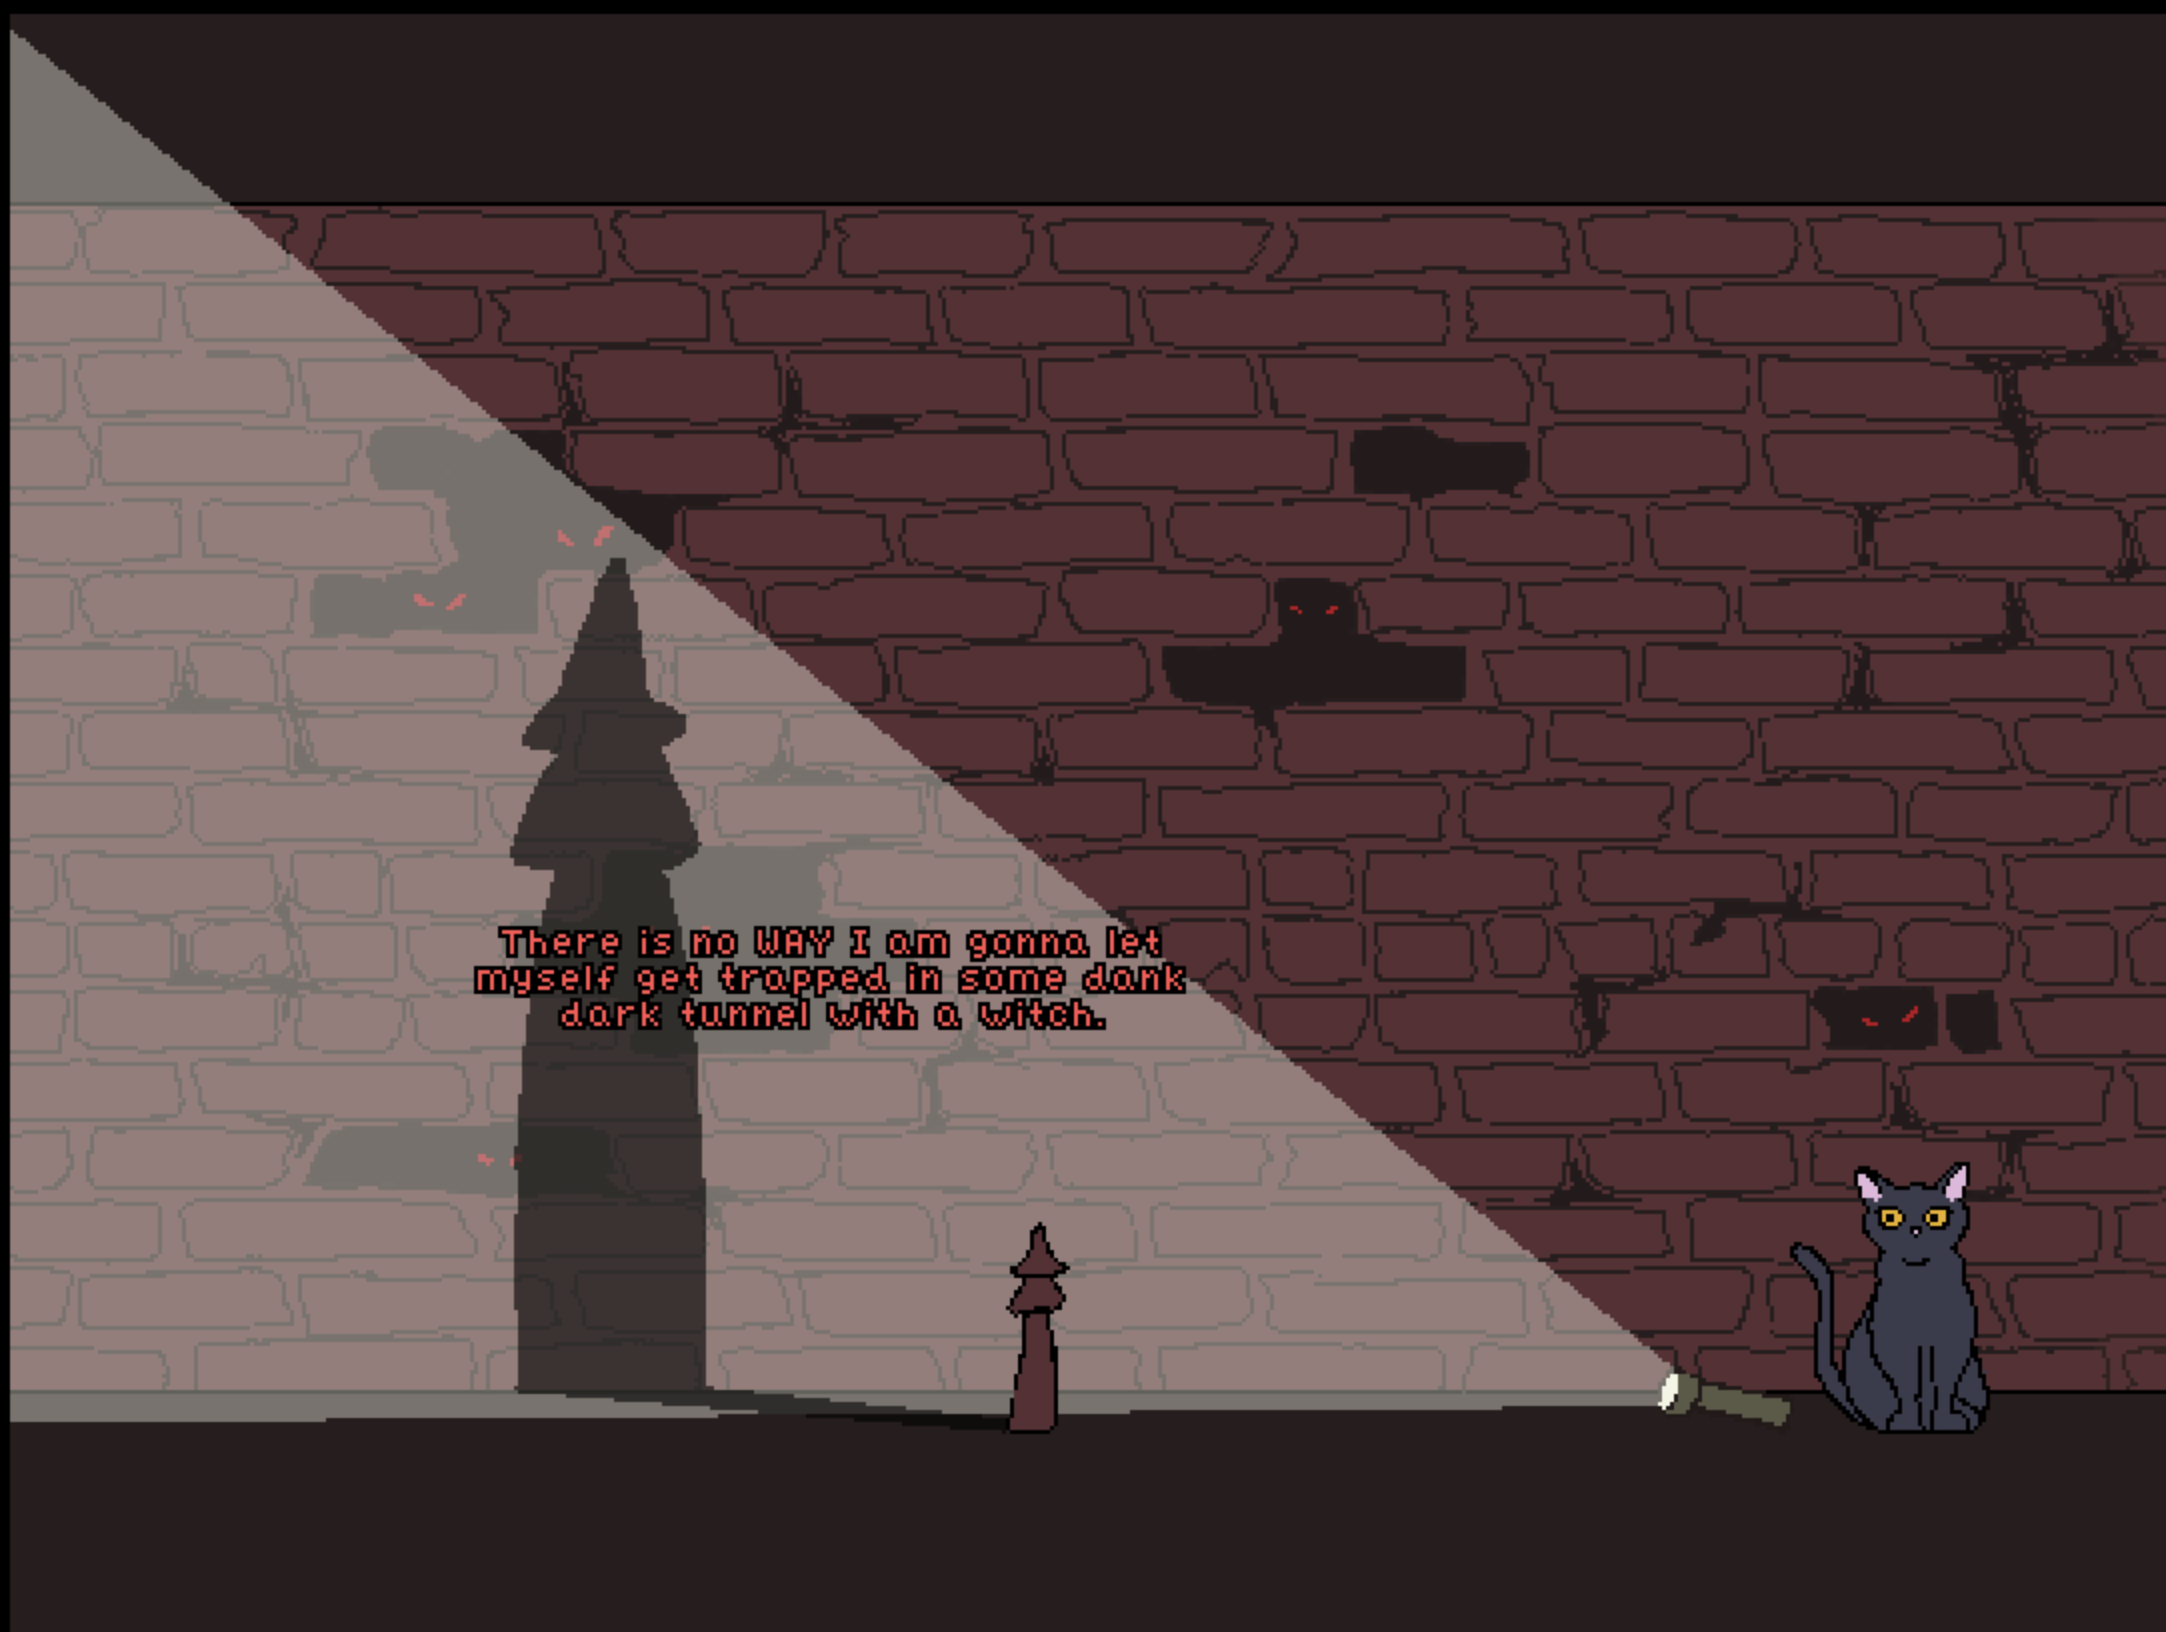 There is no WAY I am gonna let
myself get trapped in some dank
dark tunnel with a witch.